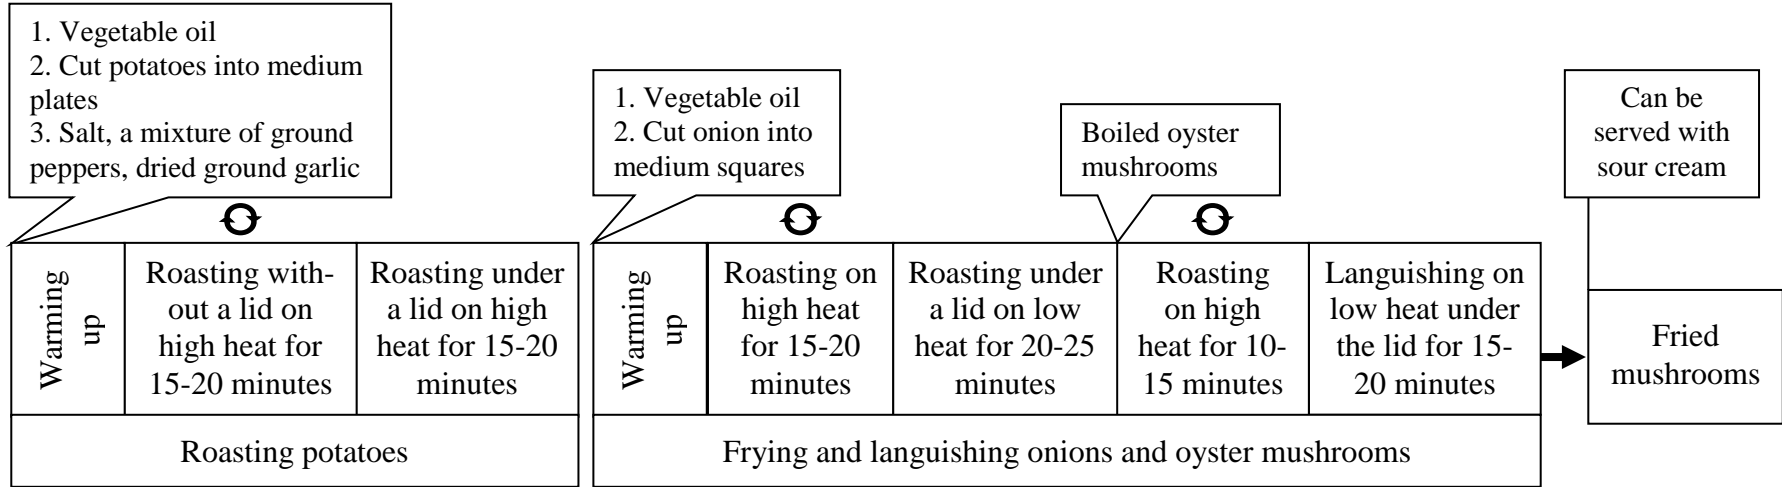 1. Vegetable oil
2. Cut potatoes into medium
plates
3. Salt, a mixture of ground
peppers, dried ground garlic
1. Vegetable oil
2. Cut onion into
medium squares
Boiled oyster
mushrooms
Can be
served with
sour cream
Warming
up
Roasting with-
out a lid on
high heat for
15-20 minutes
Roasting under
a lid on high
heat for 15-20
minutes
Warming
up
Roasting on
high heat
for 15-20
minutes
Roasting under
a lid on low
heat for 20-25
minutes
Roasting
on high
heat for 10-
15 minutes
Languishing on
low heat under
the lid for 15-
20 minutes
Fried
mushrooms
Roasting potatoes
Frying and languishing onions and oyster mushrooms